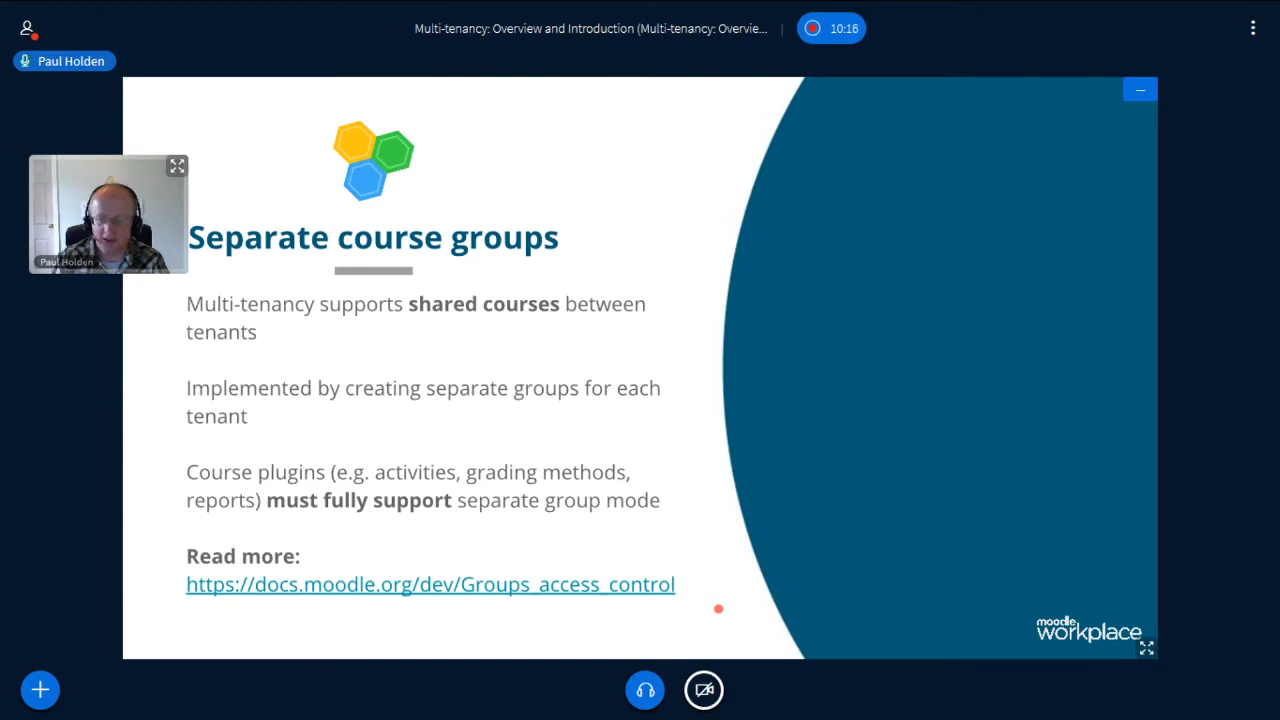 Multi-tenancy: Overview and Introduction (Multi-tenancy: Overvie...
10:16
Paul Holden
Paul Holden
Separate course groups
Multi-tenancy supports shared courses between
tenants
Implemented by creating separate groups for each
tenant
Course plugins (e.g. activities, grading methods,
reports) must fully support separate group mode
Read more:
https://docs.moodle.org/dev/Groups_access_control
moodle
workplace